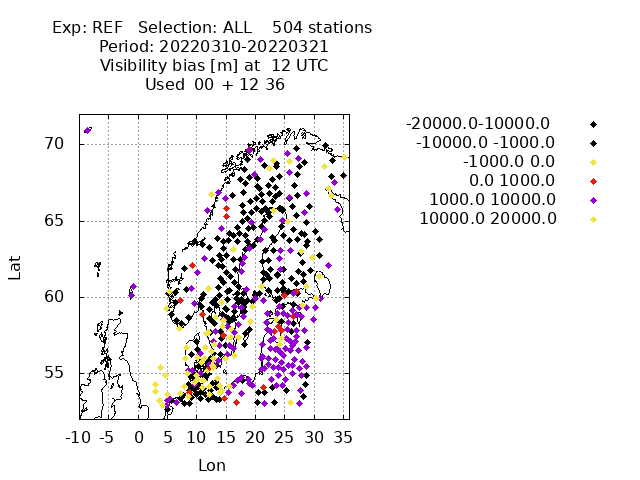 Exp: REF Selection: ALL 504 stations
Period: 20220310-20220321
Visibility bias [m] at 12 UTC
Used 00 + 12 36
-20000.0-10000.0
-10000.0 -1000.0
-1000.0 0.0
0.0 1000.0
1000.0 10000.0
10000.0 20000.0
70
65
60
55
Lat
-10 -5 0 5 10 15 20 25 30 35
Lon